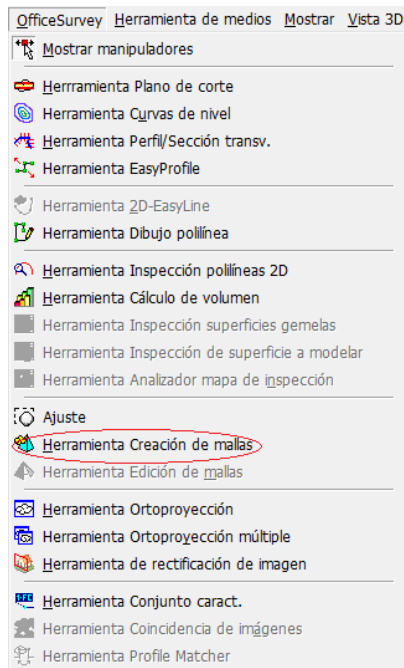 OfficeSurvey Herramienta de medios Mostrar Vista 3D
Mostrar manipuladores
Herrramienta Plano de corte
Herramienta Curvas de nivel
Herramienta Perfil/Sección transv.
Herramienta EasyProfile
Herramienta 2D-EasyLine
Herramienta Dibujo polilínea
Herramienta Inspección polilíneas 2D
Herramienta Cálculo de volumen
Herramienta Inspección superficies gemelas
Herramienta Inspección de superficie a modelar
Herramienta Analizador mapa de inspección
Ajuste
Herramienta Creación de mallas
Herramienta Edición de mallas
Herramienta Ortoproyección
Herramienta Ortoproyección múltiple
Herramienta de rectificación de imagen
Herramienta Conjunto caract.
Herramienta Coincidencia de imágenes
Herramienta Profile Matcher